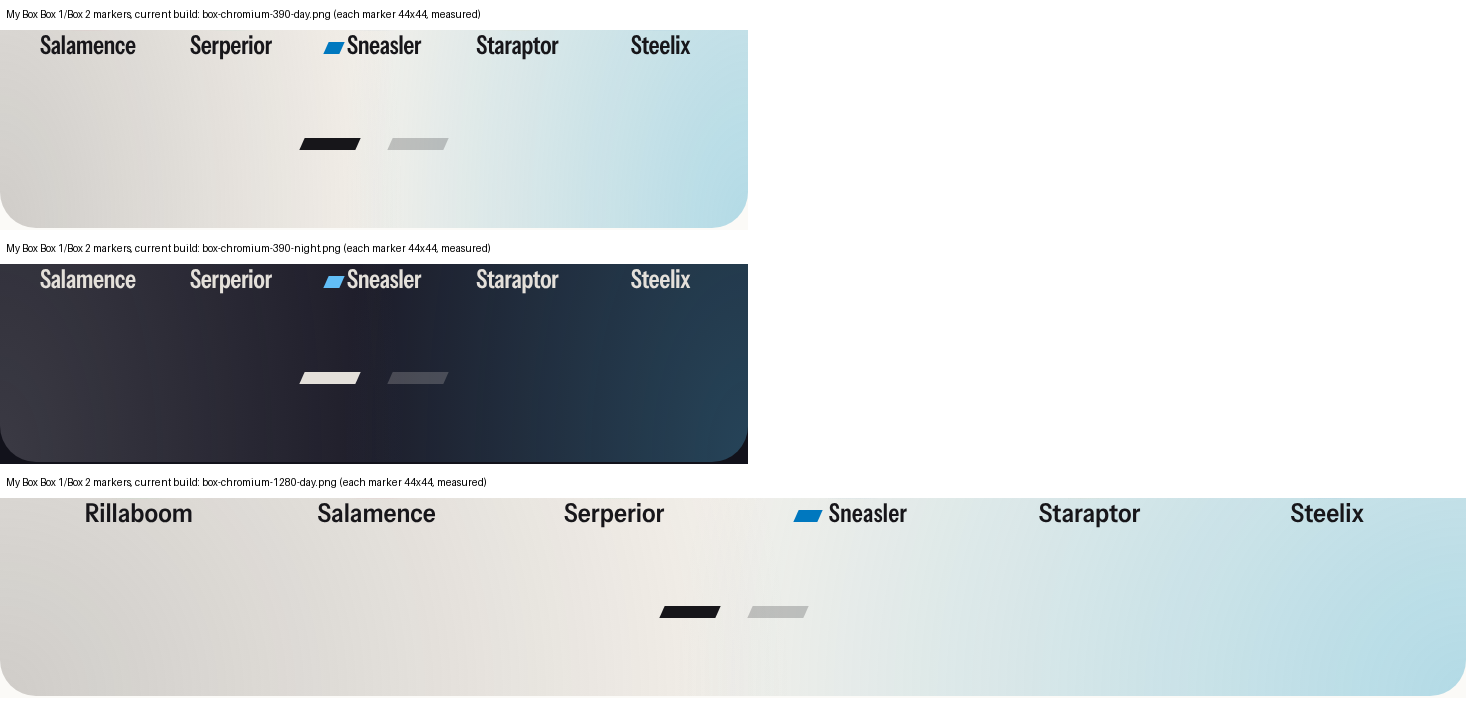 My Box Box 1/Box 2 markers, current build: box-chromium-390-day.png (each marker 44x44, measured)
Salamence Serperior Sneasler Staraptor Steelix
My Box Box 1/Box 2 markers, current build: box-chromium-390-night.png (each marker 44x44, measured)
Salamence Serperior Sneasler Staraptor Steelix
My Box Box 1/Box 2 markers, current build: box-chromium-1280-day.png (each marker 44x44, measured)
Rillaboom Salamence Serperior Sneasler Staraptor Steelix